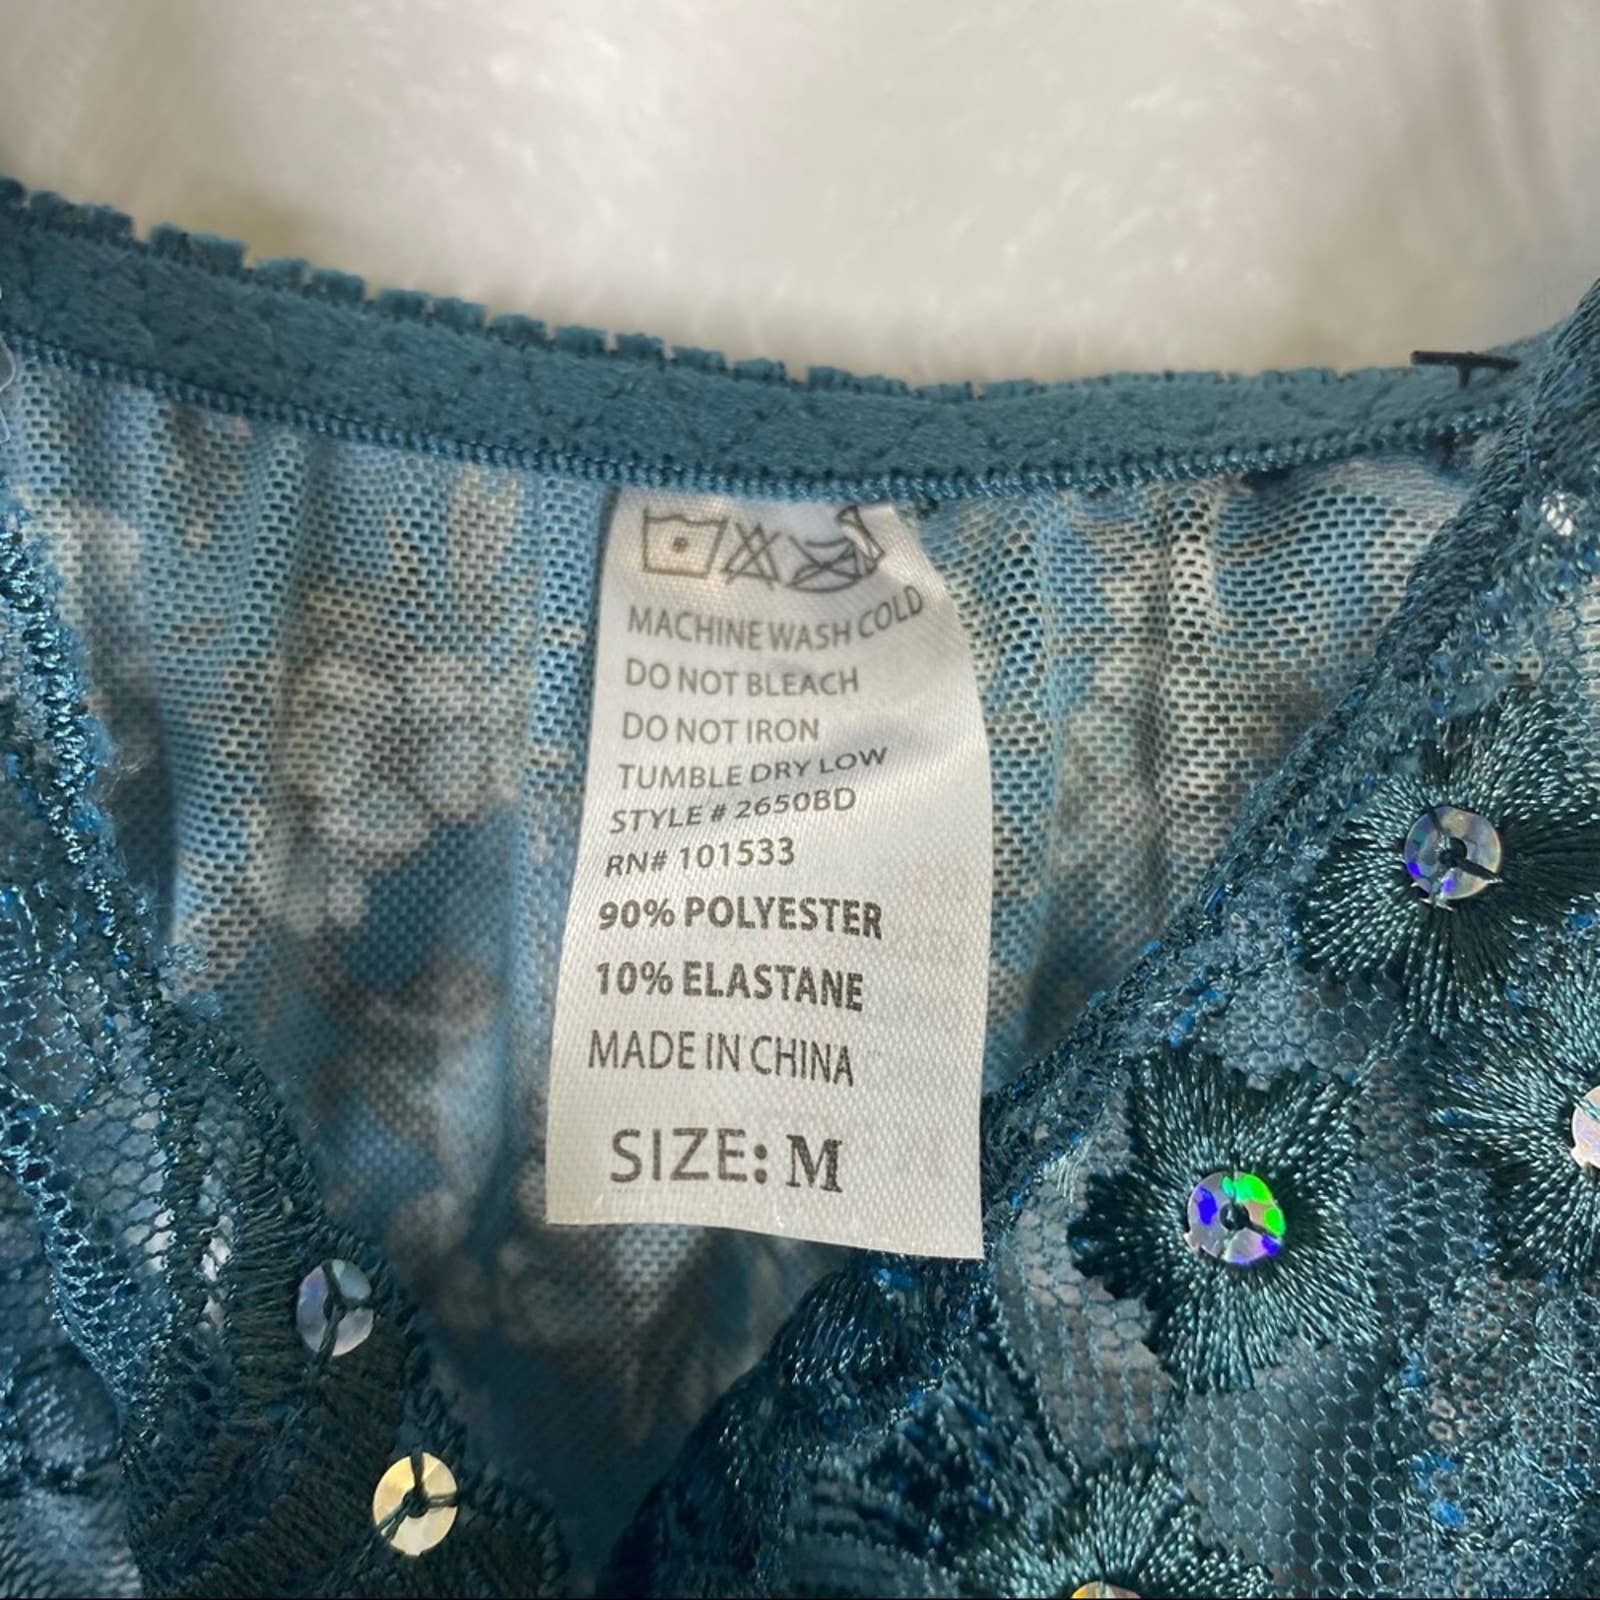 MACHINE WASH COLD
DO NOT BLEACH
DO NOT IRON
TUMBLE DRY LOW
STYLE # 2650BD
RN# 101533
90% POLYESTER
10% ELASTANE
MADE IN CHINA
SIZE: M